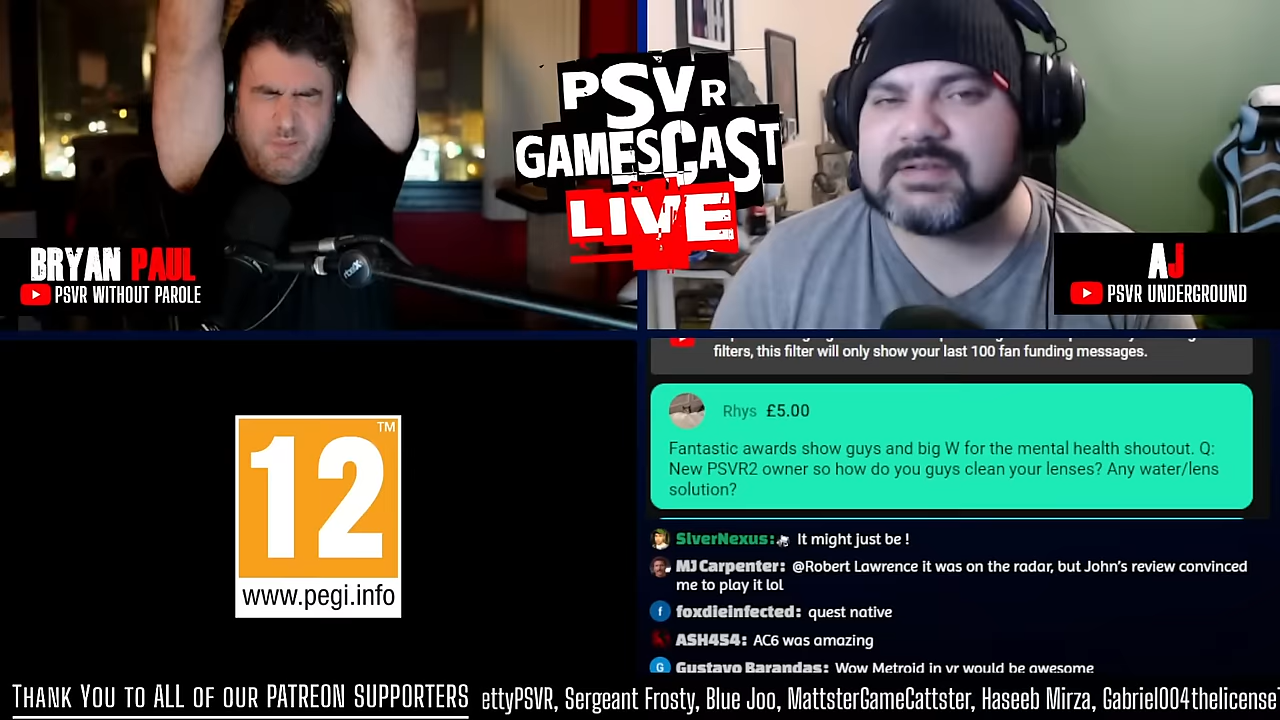 PSVR
GAMESCAST
LIVE
BRYAN PAUL
PSVR WITHOUT PAROLE
AJ
PSVR UNDERGROUND
filters, this filter will only show your last 100 fan funding messages.
Rhys £5.00
Fantastic awards show guys and big W for the mental health shoutout. Q:
New PSVR2 owner so how do you guys clean your lenses? Any water/lens
solution?
12
TM
www.pegi.info
SlverNexus: It might just be !
MJ Carpenter: @Robert Lawrence it was on the radar, but John's review convinced
me to play it lol
f foxdieinfected: quest native
ASH454: AC6 was amazing
G Gustavo Barandas: Wow Metroid in vr would be awesome
THANK YOU TO ALL OF OUR PATREON SUPPORTERS ettyPSVR, Sergeant Frosty, Blue Joo, MattsterGameCattster, Haseeb Mirza, Gabriel004thelicense